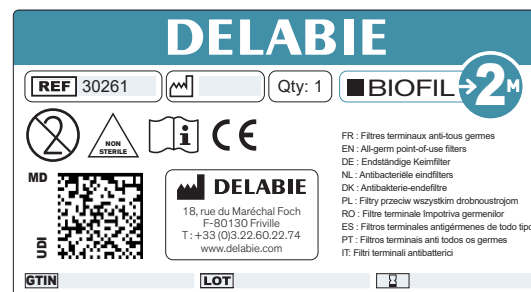 DELABIE
REF 30261
Qty: 1
BIOFIL
2M
2
NON
STERILE
i
CE
FR : Filtres terminaux anti-tous germes
EN : All-germ point-of-use filters
DE : Endständige Keimfilter
NL : Antibacteriële eindfilters
DK : Antibakterie-endefiltre
PL : Filtry przeciw wszystkim drobnoustrojom
RO : Filtre terminale Impotriva germenilor
ES : Filtros terminales antigérmenes de todo tipo
PT : Filtros terminais anti todos os germes
IT: Filtri terminali antibatterici
MD
UDI
DELABIE
18, rue du Maréchal Foch
F-80130 Friville
T : +33 (0)3.22.60.22.74
www.delabie.com
GTIN
LOT